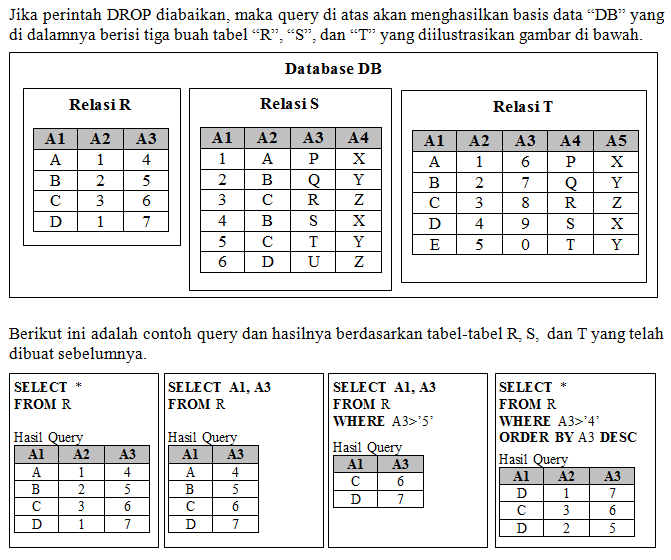 Jika perintah DROP diabaikan, maka query di atas akan menghasilkan basis data “DB” yang
di dalamnya berisi tiga buah tabel “R”, “S”, dan “T” yang diilustrasikan gambar di bawah.
Database DB
Relasi R
A1 A2 A3
A 1 4
B 2 5
C 3 6
D 1 7
Relasi S
A1 A2 A3 A4
1 A P X
2 B Q Y
3 C R Z
4 B S X
5 C T Y
6 D U Z
Relasi T
A1 A2 A3 A4 A5
A 1 6 P X
B 2 7 Q Y
C 3 8 R Z
D 4 9 S X
E 5 0 T Y
Berikut ini adalah contoh query dan hasilnya berdasarkan tabel-tabel R, S, dan T yang telah
dibuat sebelumnya.
SELECT *
FROM R
Hasil Query
A1 A2 A3
A 1 4
B 2 5
C 3 6
D 1 7
SELECT A1, A3
FROM R
Hasil Query
A1 A3
A 4
B 5
C 6
D 7
SELECT A1, A3
FROM R
WHERE A3>’5’
Hasil Query
A1 A3
C 6
D 7
SELECT *
FROM R
WHERE A3>’4’
ORDER BY A3 DESC
Hasil Query
A1 A2 A3
D 1 7
C 3 6
D 2 5